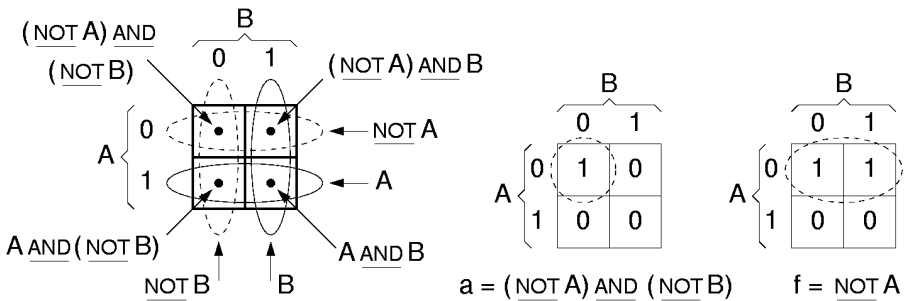 (NOT A) AND
(NOT B)
B
0 1
(NOT A) AND B
A
0
1
NOT A
A
A AND (NOT B)
NOT B
B
A AND B
B
0 1
A
0 1 0
1 0 0
a = (NOT A) AND (NOT B)
B
0 1
A
0 1 1
1 0 0
f = NOT A